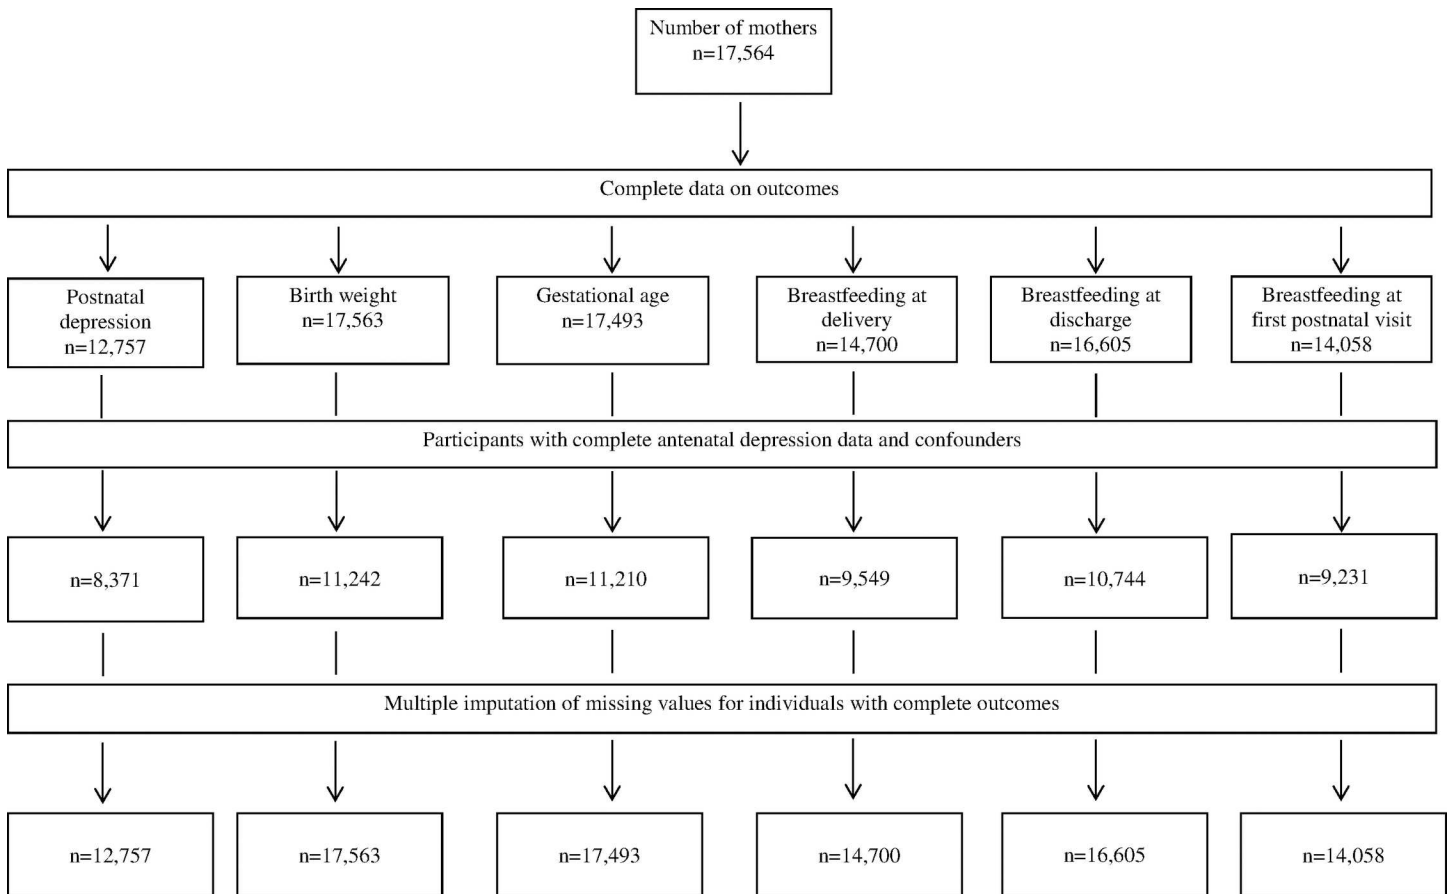 Number of mothers
n=17,564
Complete data on outcomes
Postnatal
depression
n=12,757
Birth weight
n=17,563
Gestational age
n=17,493
Breastfeeding at
delivery
n=14,700
Breastfeeding at
discharge
n=16,605
Breastfeeding at
first postnatal visit
n=14,058
Participants with complete antenatal depression data and confounders
n=8,371
n=11,242
n=11,210
n=9,549
n=10,744
n=9,231
Multiple imputation of missing values for individuals with complete outcomes
n=12,757
n=17,563
n=17,493
n=14,700
n=16,605
n=14,058